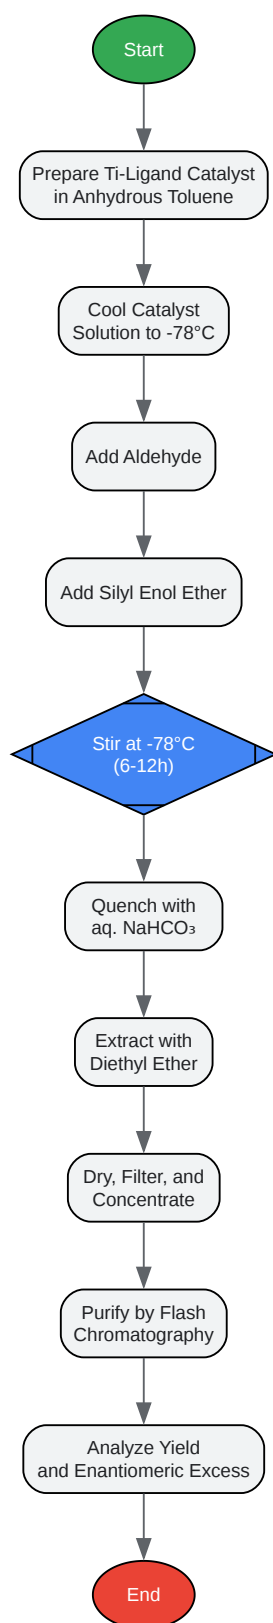 Start
Prepare Ti-Ligand Catalyst
in Anhydrous Toluene
Cool Catalyst
Solution to -78°C
Add Aldehyde
Add Silyl Enol Ether
Stir at -78°C
(6-12h)
Quench with
aq. NaHCO₃
Extract with
Diethyl Ether
Dry, Filter, and
Concentrate
Purify by Flash
Chromatography
Analyze Yield
and Enantiomeric Excess
End